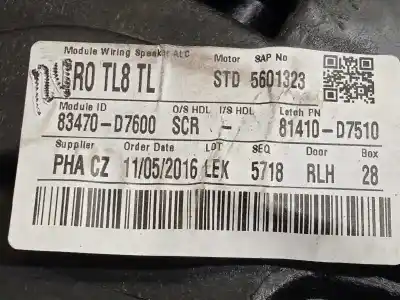 Module Wiring Speaker ALC Motor SAP No
R0 TL8 TL STD 5601323
Module ID O/S HDL I/S HDL Latch PN
83470-D7600 SCR - 81410-D7510
Supplier Order Date LOT SEQ Door Box
PHA CZ 11/05/2016 LEK 5718 RLH 28